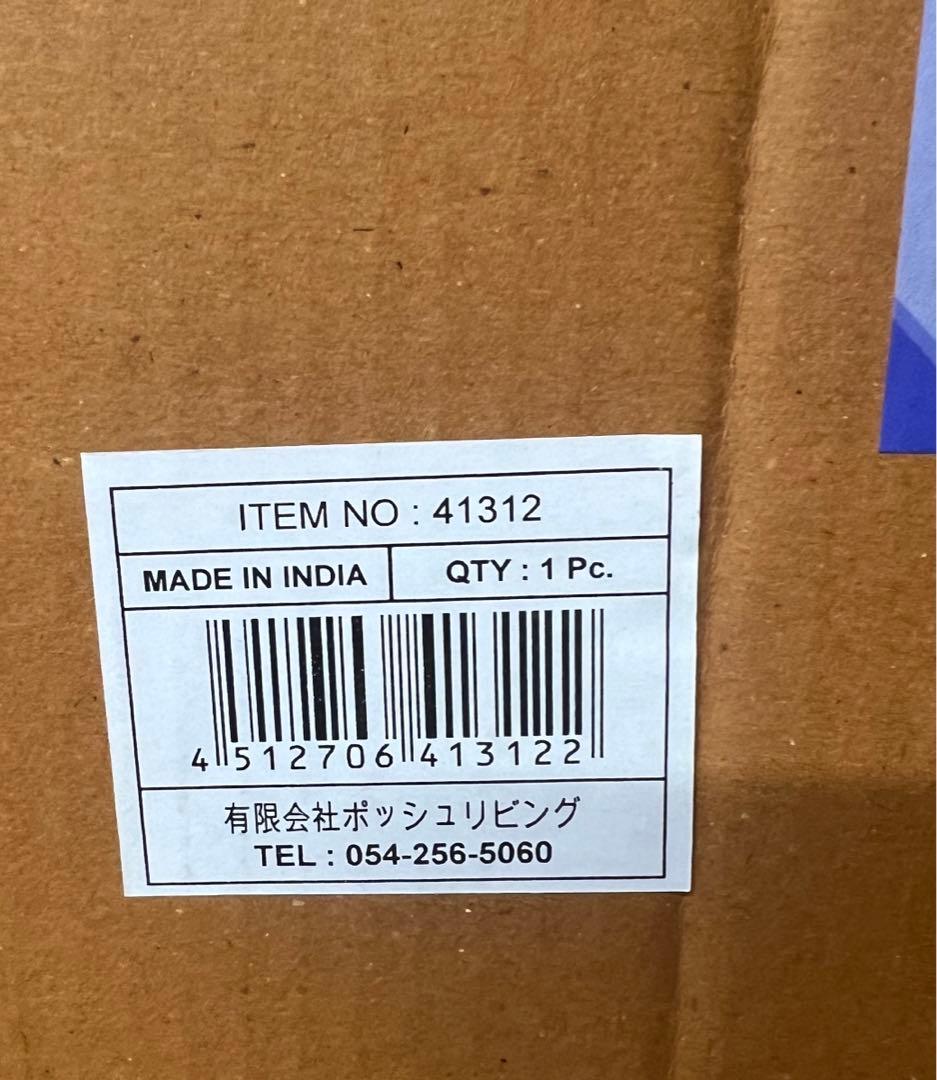 ITEM NO : 41312
MADE IN INDIA
QTY : 1 Pc.
4 512706 413122
有限会社ポッシュリビング
TEL : 054-256-5060